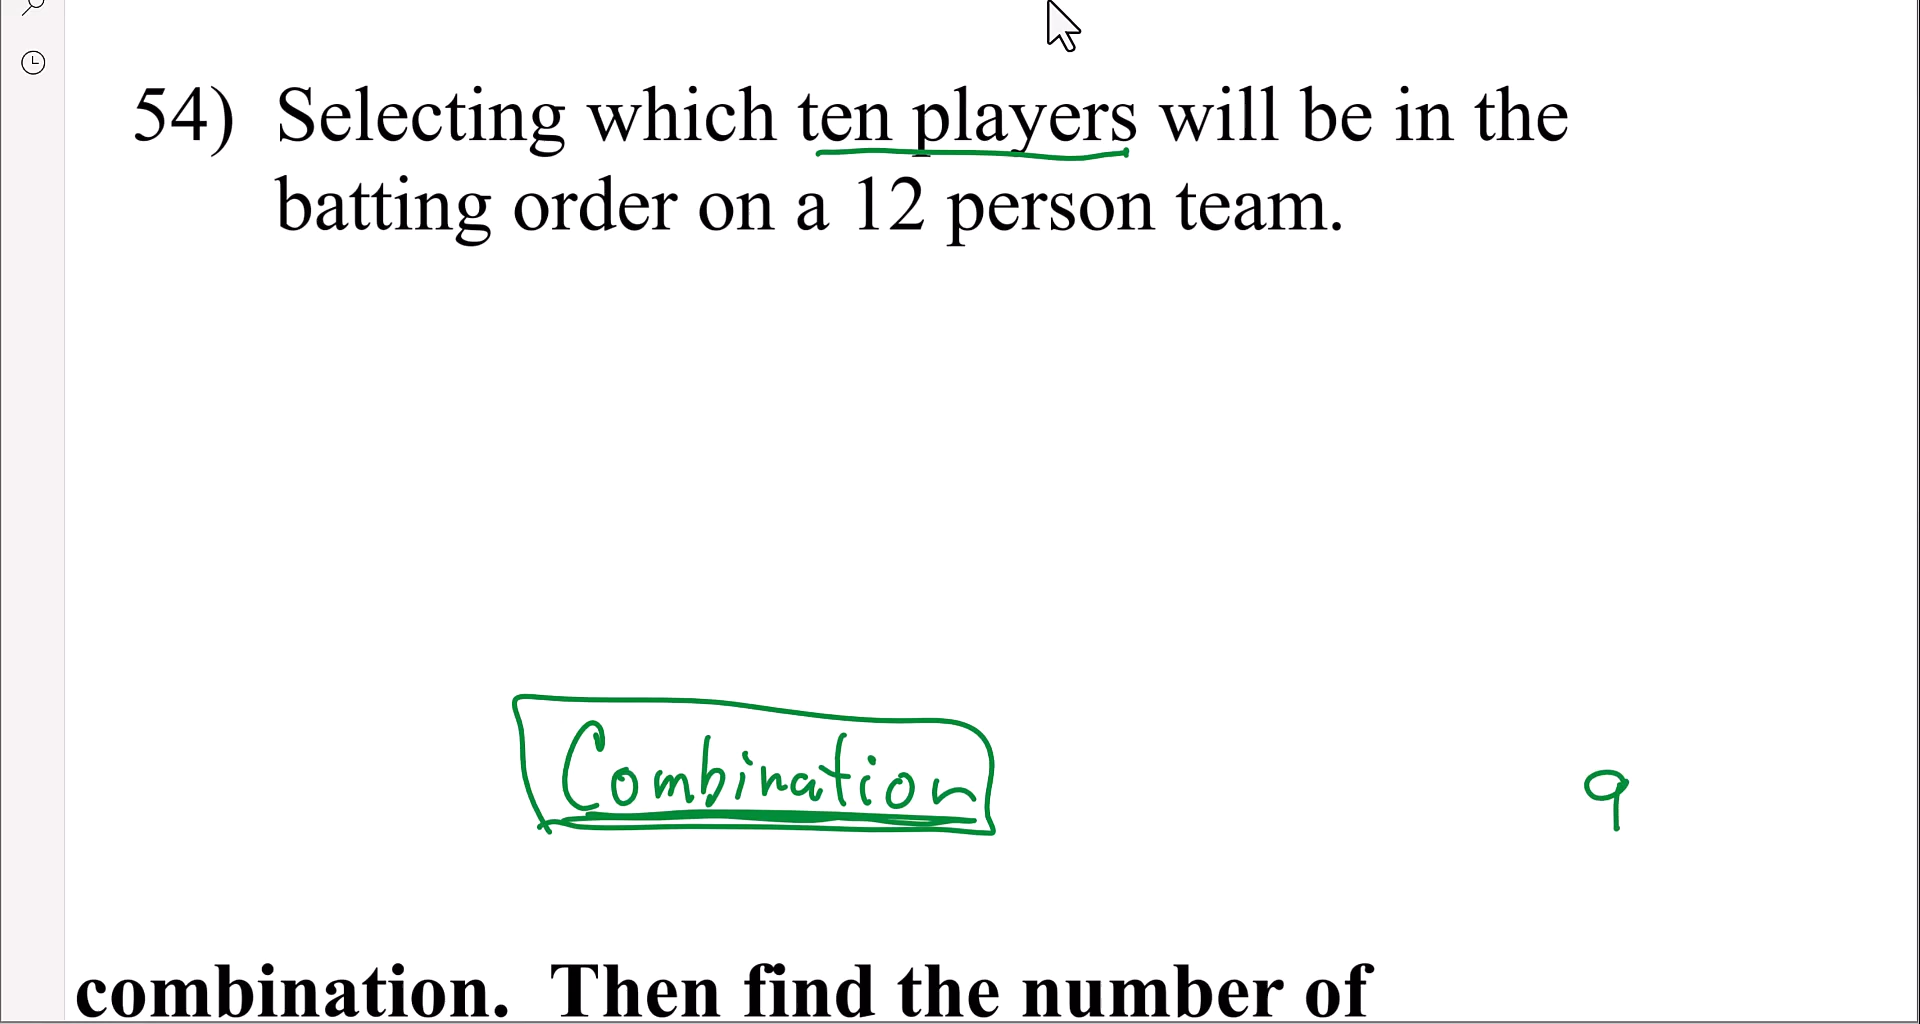 54) Selecting which ten players will be in the
batting order on a 12 person team.
Combination
9
combination. Then find the number of